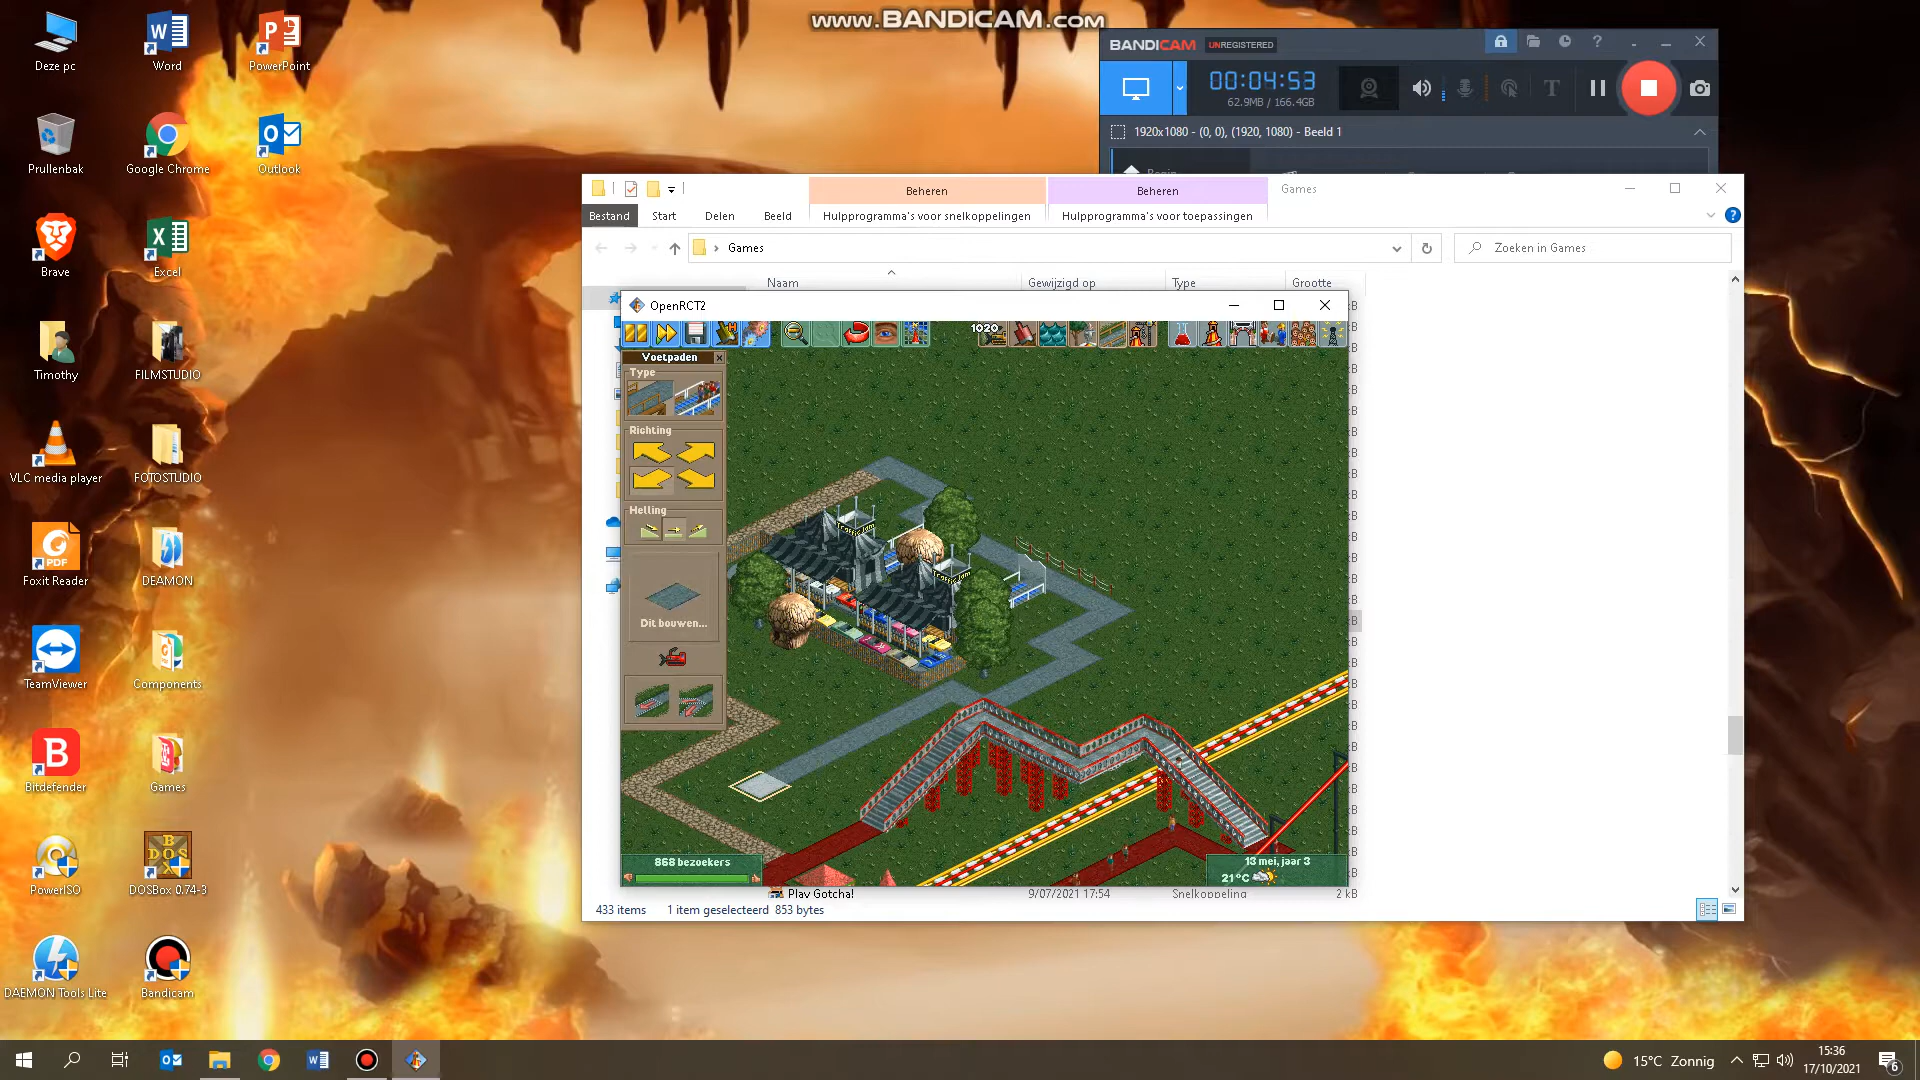 www.BANDICAM.com
Deze pc
Word
PowerPoint
Prullenbak
Google Chrome
Outlook
Brave
Excel
Timothy
FILMSTUDIO
VLC media player
FOTOSTUDIO
Foxit Reader
DEAMON
TeamViewer
Components
Bitdefender
Games
PowerISO
DOSBox 0.74-3
DAEMON Tools Lite
Bandicam
BANDICAM UNREGISTERED
00:04:53
62.9MB / 166.4GB
1920x1080 - (0, 0), (1920, 1080) - Beeld 1
Beheren
Beheren
Games
Bestand
Start
Delen
Beeld
Hulpprogramma's voor snelkoppelingen
Hulpprogramma's voor toepassingen
Games
Zoeken in Games
Naam
Gewijzigd op
Type
Grootte
OpenRCT2
1020
Voetpaden
Type
Richting
Helling
Dit bouwen...
Traffic Jam
Traffic Jam
868 bezoekers
13 mei, jaar 3
21°C
Play Gotcha!
9/07/2021 17:54
Snelkoppeling
2 kB
433 items
1 item geselecteerd 853 bytes
15°C Zonnig
15:36
17/10/2021
6